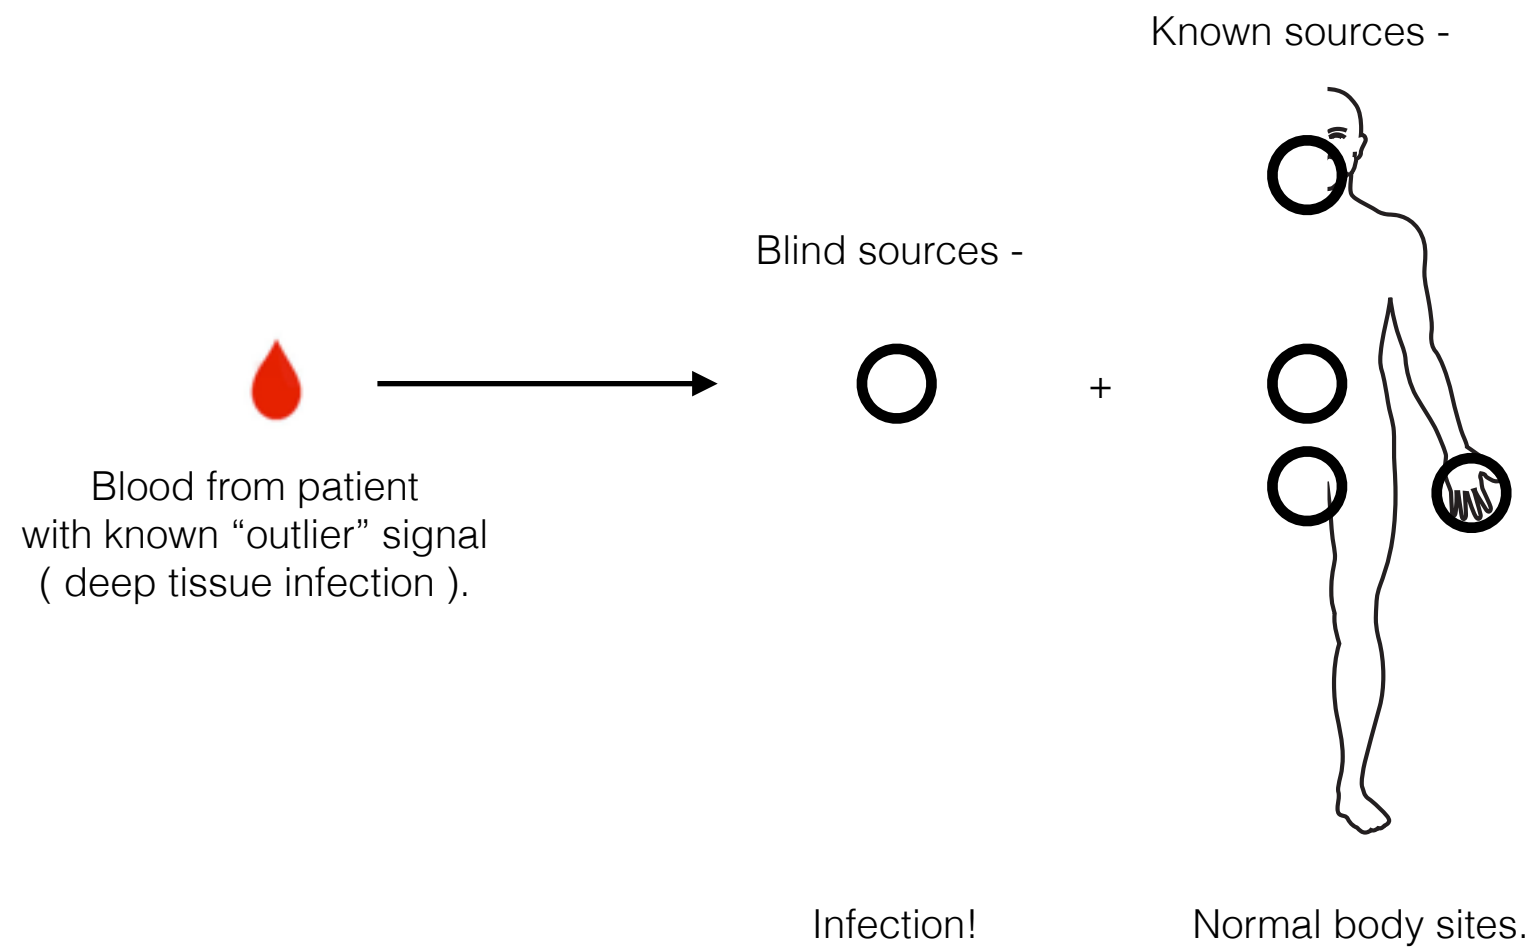 Known sources -
Blind sources -
+
Blood from patient
with known “outlier” signal
( deep tissue infection ).
Infection!
Normal body sites.